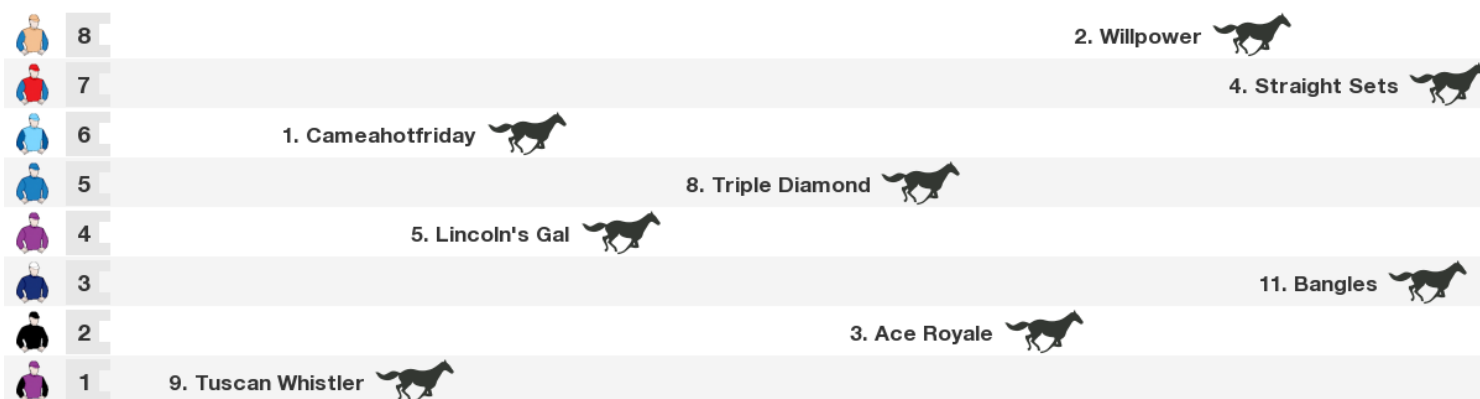 8 2. Willpower
7 4. Straight Sets
6 1. Cameahotfriday
5 8. Triple Diamond
4 5. Lincoln's Gal
3 11. Bangles
2 3. Ace Royale
1 9. Tuscan Whistler